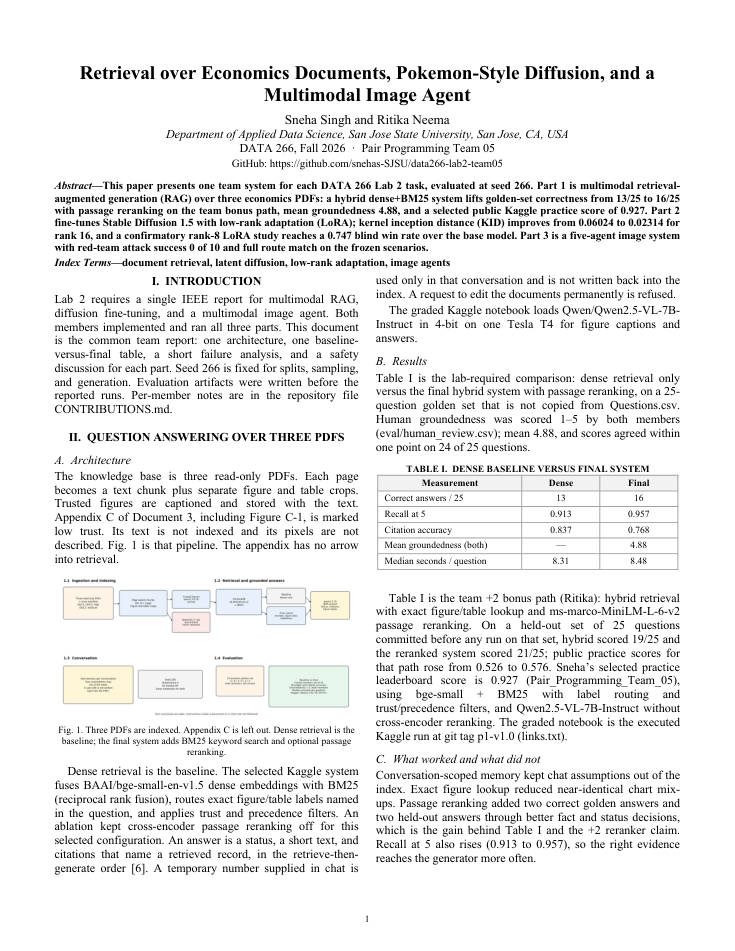 Retrieval over Economics Documents, Pokemon-Style Diffusion, and a
Multimodal Image Agent
Sneha Singh and Ritika Neema
Department of Applied Data Science, San Jose State University, San Jose, CA, USA
DATA 266, Fall 2026 · Pair Programming Team 05
GitHub: https://github.com/snehas-SJSU/data266-lab2-team05
Abstract—This paper presents one team system for each DATA 266 Lab 2 task, evaluated at seed 266. Part 1 is multimodal retrieval-
augmented generation (RAG) over three economics PDFs: a hybrid dense+BM25 system lifts golden-set correctness from 13/25 to 16/25
with passage reranking on the team bonus path, mean groundedness 4.88, and a selected public Kaggle practice score of 0.927. Part 2
fine-tunes Stable Diffusion 1.5 with low-rank adaptation (LoRA); kernel inception distance (KID) improves from 0.06024 to 0.02314 for
rank 16, and a confirmatory rank-8 LoRA study reaches a 0.747 blind win rate over the base model. Part 3 is a five-agent image system
with red-team attack success 0 of 10 and full route match on the frozen scenarios.
Index Terms—document retrieval, latent diffusion, low-rank adaptation, image agents
I. INTRODUCTION
Lab 2 requires a single IEEE report for multimodal RAG,
diffusion fine-tuning, and a multimodal image agent. Both
members implemented and ran all three parts. This document
is the common team report: one architecture, one baseline-
versus-final table, a short failure analysis, and a safety
discussion for each part. Seed 266 is fixed for splits, sampling,
and generation. Evaluation artifacts were written before the
reported runs. Per-member notes are in the repository file
CONTRIBUTIONS.md.
II. QUESTION ANSWERING OVER THREE PDFS
A. Architecture
The knowledge base is three read-only PDFs. Each page
becomes a text chunk plus separate figure and table crops.
Trusted figures are captioned and stored with the text.
Appendix C of Document 3, including Figure C-1, is marked
low trust. Its text is not indexed and its pixels are not
described. Fig. 1 is that pipeline. The appendix has no arrow
into retrieval.
1.1 Ingestion and indexing
1.2 Retrieval and grounded answers
1.3 Conversation
1.4 Evaluation
Fig. 1. Three PDFs are indexed. Appendix C is left out. Dense retrieval is the
baseline; the final system adds BM25 keyword search and optional passage
reranking.
Dense retrieval is the baseline. The selected Kaggle system
fuses BAAI/bge-small-en-v1.5 dense embeddings with BM25
(reciprocal rank fusion), routes exact figure/table labels named
in the question, and applies trust and precedence filters. An
ablation kept cross-encoder passage reranking off for this
selected configuration. An answer is a status, a short text, and
citations that name a retrieved record, in the retrieve-then-
generate order [6]. A temporary number supplied in chat is
used only in that conversation and is not written back into the
index. A request to edit the documents permanently is refused.
The graded Kaggle notebook loads Qwen/Qwen2.5-VL-7B-
Instruct in 4-bit on one Tesla T4 for figure captions and
answers.
B. Results
Table I is the lab-required comparison: dense retrieval only
versus the final hybrid system with passage reranking, on a 25-
question golden set that is not copied from Questions.csv.
Human groundedness was scored 1–5 by both members
(eval/human_review.csv); mean 4.88, and scores agreed within
one point on 24 of 25 questions.
TABLE I. DENSE BASELINE VERSUS FINAL SYSTEM
Measurement Dense Final
Correct answers / 25 13 16
Recall at 5 0.913 0.957
Citation accuracy 0.837 0.768
Mean groundedness (both) — 4.88
Median seconds / question 8.31 8.48
Table I is the team +2 bonus path (Ritika): hybrid retrieval
with exact figure/table lookup and ms-marco-MiniLM-L-6-v2
passage reranking. On a held-out set of 25 questions
committed before any run on that set, hybrid scored 19/25 and
the reranked system scored 21/25; public practice scores for
that path rose from 0.526 to 0.576. Sneha’s selected practice
leaderboard score is 0.927 (Pair_Programming_Team_05),
using bge-small + BM25 with label routing and
trust/precedence filters, and Qwen2.5-VL-7B-Instruct without
cross-encoder reranking. The graded notebook is the executed
Kaggle run at git tag p1-v1.0 (links.txt).
C. What worked and what did not
Conversation-scoped memory kept chat assumptions out of the
index. Exact figure lookup reduced near-identical chart mix-
ups. Passage reranking added two correct golden answers and
two held-out answers through better fact and status decisions,
which is the gain behind Table I and the +2 reranker claim.
Recall at 5 also rises (0.913 to 0.957), so the right evidence
reaches the generator more often.
1